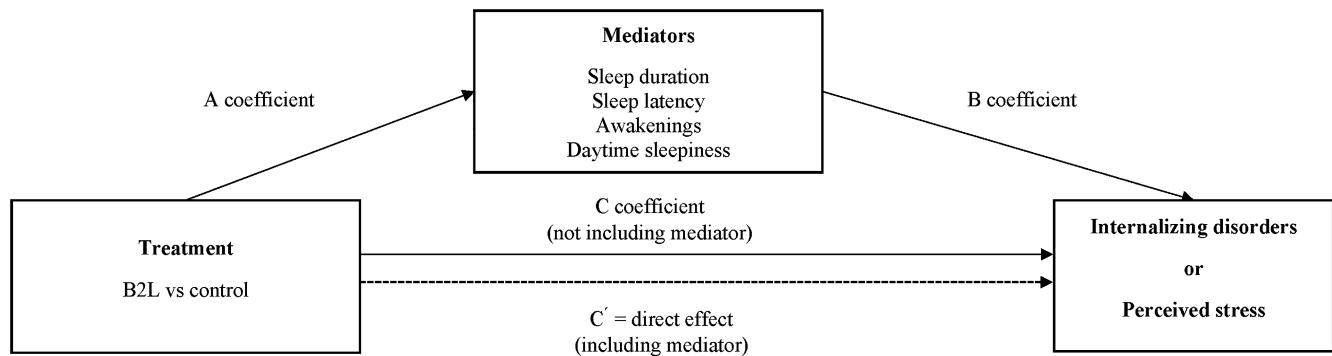 Mediators
Sleep duration
Sleep latency
Awakenings
Daytime sleepiness
A coefficient
B coefficient
Treatment
B2L vs control
C coefficient
(not including mediator)
C´ = direct effect
(including mediator)
Internalizing disorders
or
Perceived stress